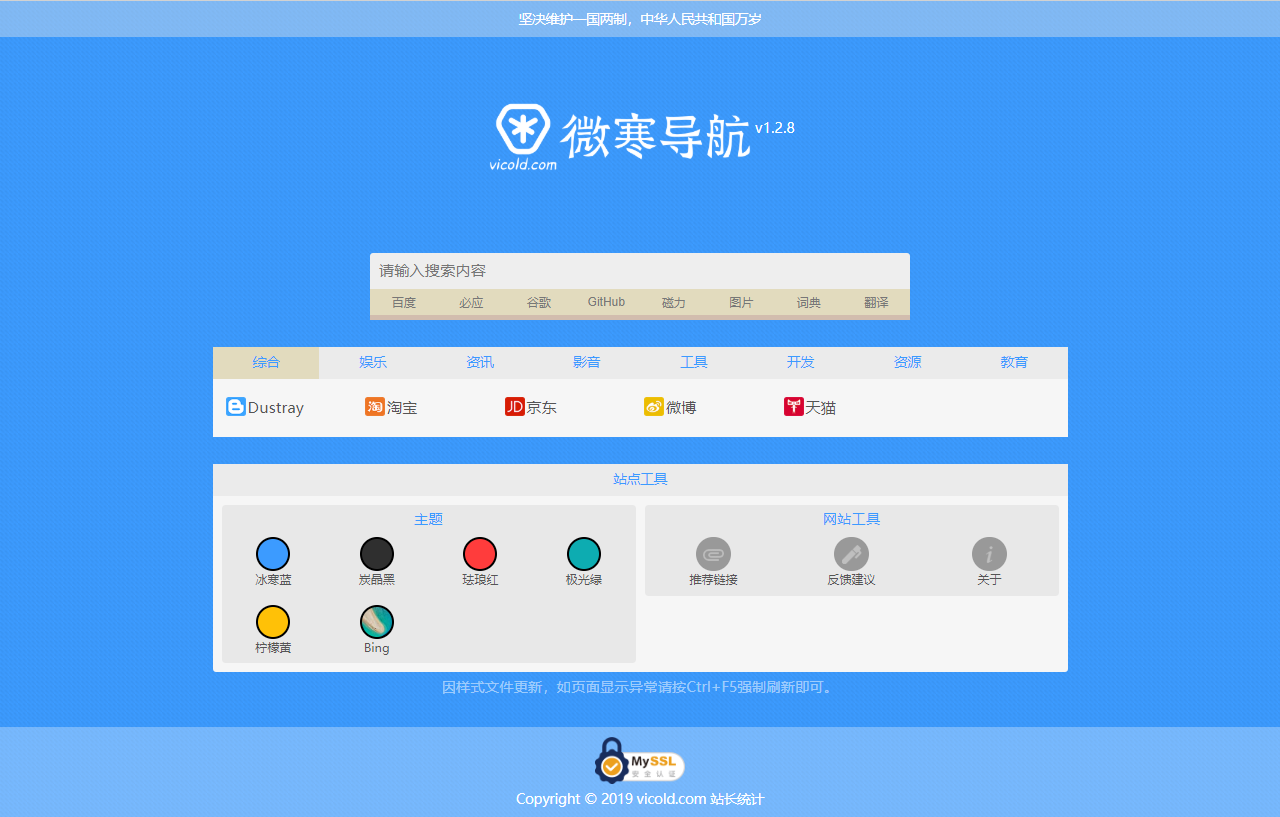 坚决维护一国两制，中华人民共和国万岁
微寒导航 v1.2.8
vicold.com
请输入搜索内容
百度 必应 谷歌 GitHub 磁力 图片 词典 翻译
综合 娱乐 资讯 影音 工具 开发 资源 教育
Dustray 淘宝 京东 微博 天猫
站点工具
主题 网站工具
冰寒蓝 炭晶黑 珐琅红 极光绿 推荐链接 反馈建议 关于
柠檬黄 Bing
因样式文件更新，如页面显示异常请按Ctrl+F5强制刷新即可。
MySSL
安全认证
Copyright © 2019 vicold.com 站长统计